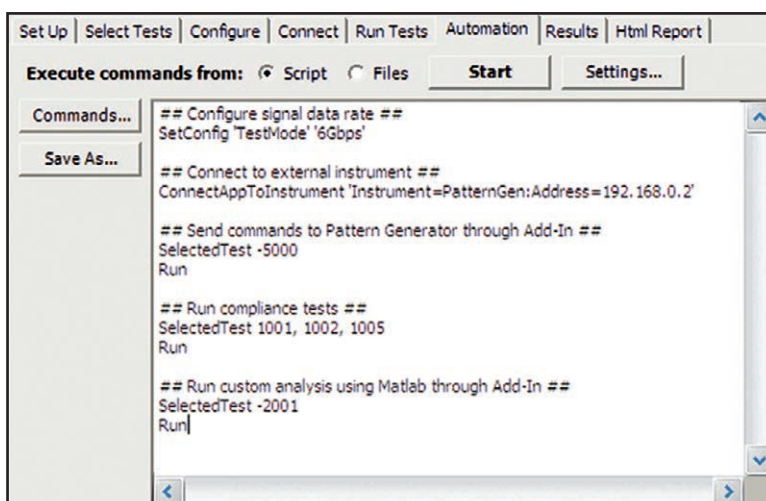 Set Up Select Tests Configure Connect Run Tests Automation Results Html Report
Execute commands from: Script Files Start Settings...
Commands...
Save As...
## Configure signal data rate ##
SetConfig 'TestMode' '6Gbps'
## Connect to external instrument ##
ConnectAppToInstrument 'Instrument=PatternGen:Address=192.168.0.2'
## Send commands to Pattern Generator through Add-In ##
SelectedTest -5000
Run
## Run compliance tests ##
SelectedTest 1001, 1002, 1005
Run
## Run custom analysis using Matlab through Add-In ##
SelectedTest -2001
Run